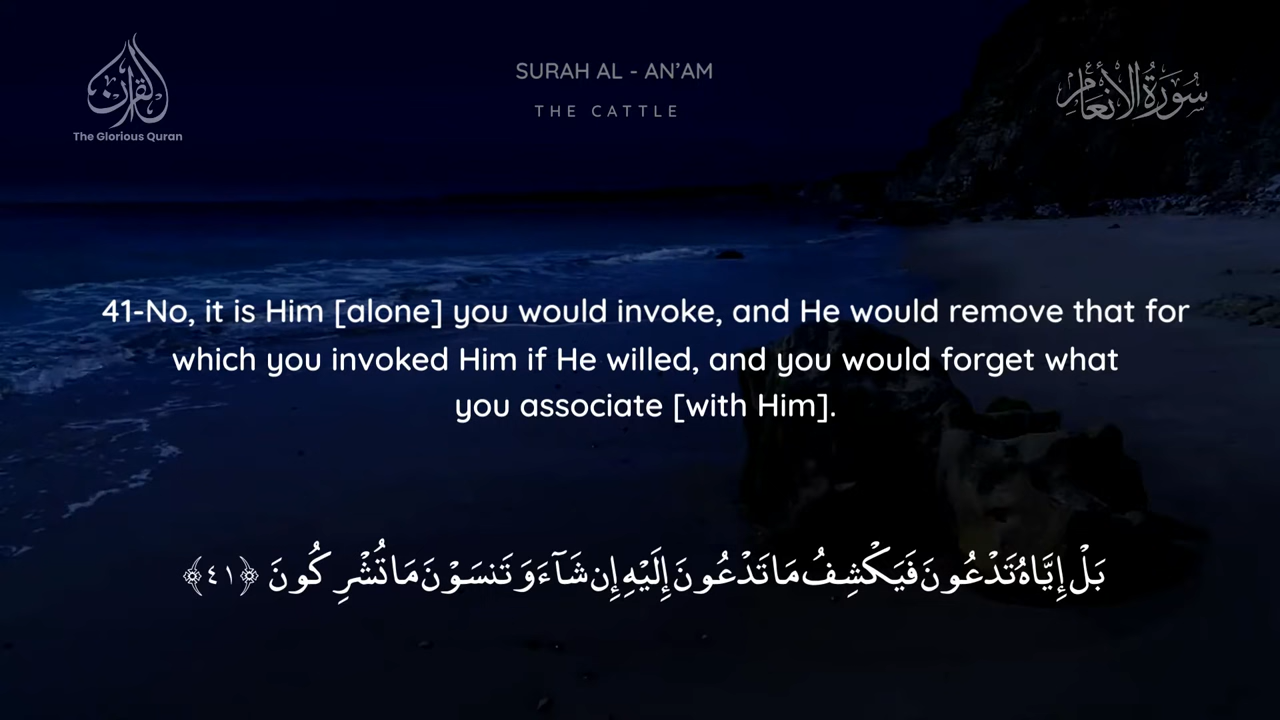 القرآن
The Glorious Quran
SURAH AL - AN’AM
THE CATTLE
سُورَةُ الْأَنْعَامِ
41-No, it is Him [alone] you would invoke, and He would remove that for
which you invoked Him if He willed, and you would forget what
you associate [with Him].
بَلْ إِيَّاهُ تَدْعُونَ فَيَكْشِفُ مَا تَدْعُونَ إِلَيْهِ إِن شَآءَ وَ تَنسَوْنَ مَا تُشْرِكُونَ ﴿٤١﴾